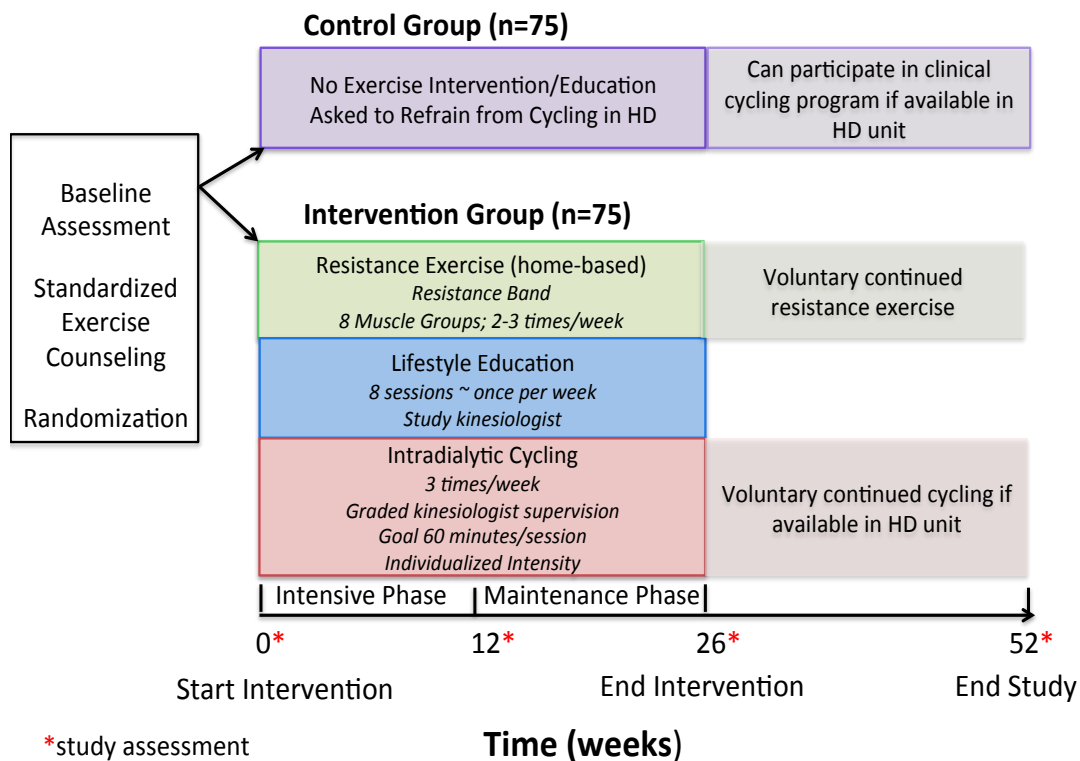 Control Group (n=75)
No Exercise Intervention/Education
Asked to Refrain from Cycling in HD
Can participate in clinical
cycling program if available in
HD unit
Baseline
Assessment
Standardized
Exercise
Counseling
Randomization
Intervention Group (n=75)
Resistance Exercise (home-based)
Resistance Band
8 Muscle Groups; 2-3 times/week
Voluntary continued
resistance exercise
Lifestyle Education
8 sessions ~ once per week
Study kinesiologist
Intradialytic Cycling
3 times/week
Graded kinesiologist supervision
Goal 60 minutes/session
Individualized Intensity
Voluntary continued cycling if
available in HD unit
Intensive Phase
Maintenance Phase
0*
12*
26*
52*
Start Intervention
End Intervention
End Study
*study assessment
Time (weeks)